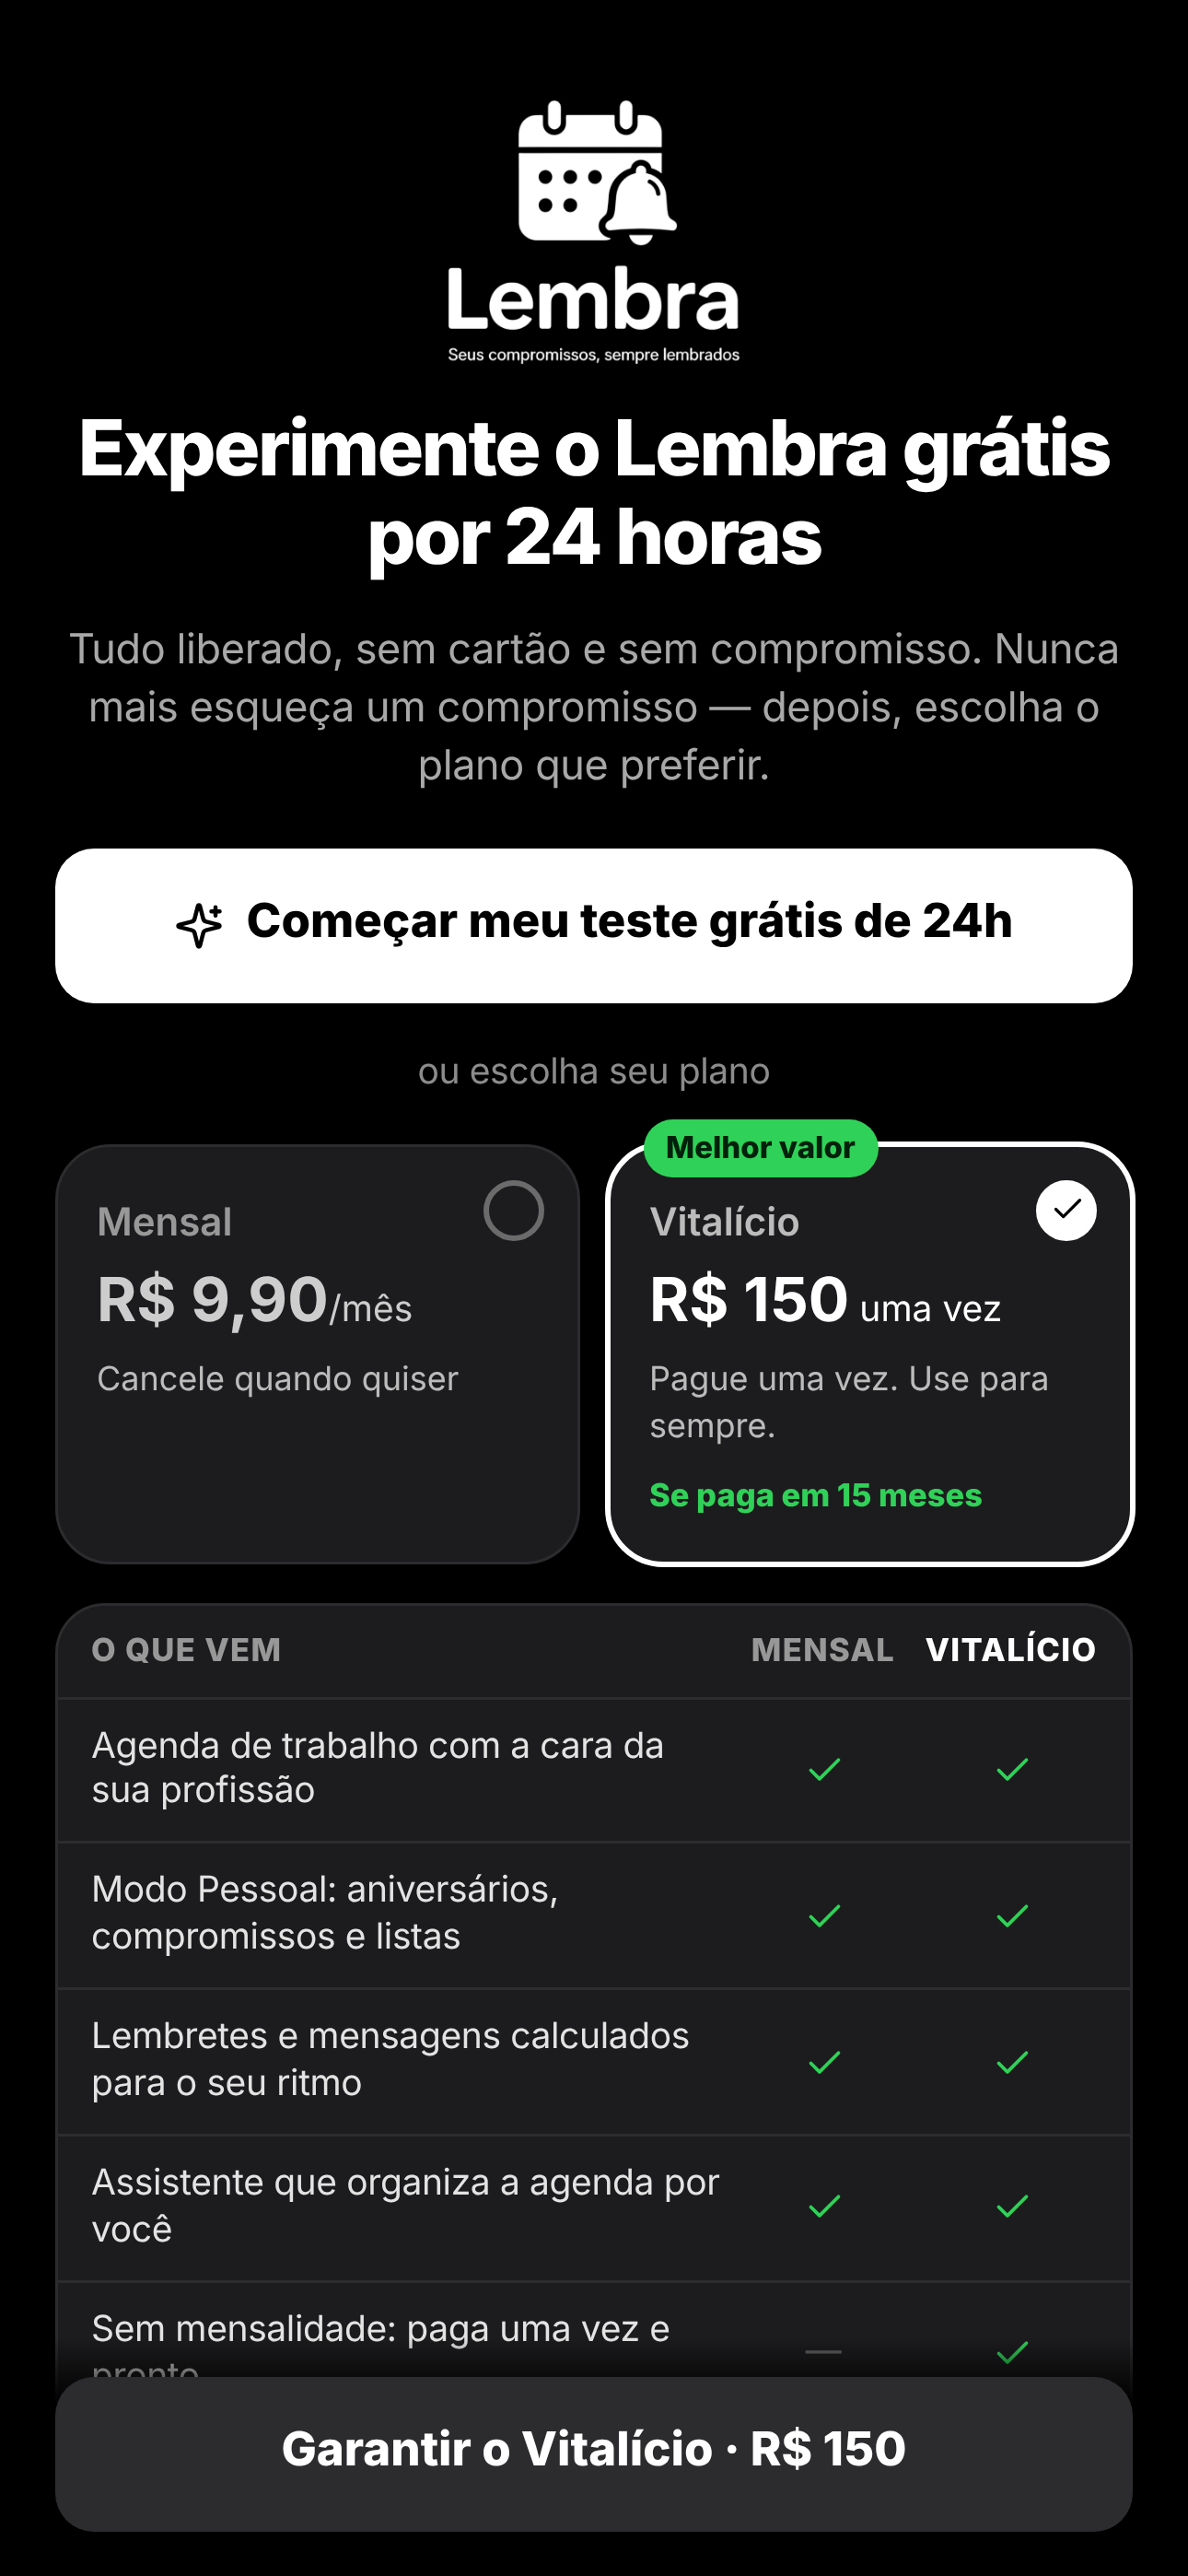 Lembra
Seus compromissos, sempre lembrados
Experimente o Lembra grátis
por 24 horas
Tudo liberado, sem cartão e sem compromisso. Nunca
mais esqueça um compromisso — depois, escolha o
plano que preferir.
Começar meu teste grátis de 24h
ou escolha seu plano
Mensal
R$ 9,90/mês
Cancele quando quiser
Melhor valor
Vitalício
R$ 150 uma vez
Pague uma vez. Use para
sempre.
Se paga em 15 meses
O QUE VEM MENSAL VITALÍCIO
Agenda de trabalho com a cara da
sua profissão
Modo Pessoal: aniversários,
compromissos e listas
Lembretes e mensagens calculados
para o seu ritmo
Assistente que organiza a agenda por
você
Sem mensalidade: paga uma vez e
pronto
Garantir o Vitalício · R$ 150